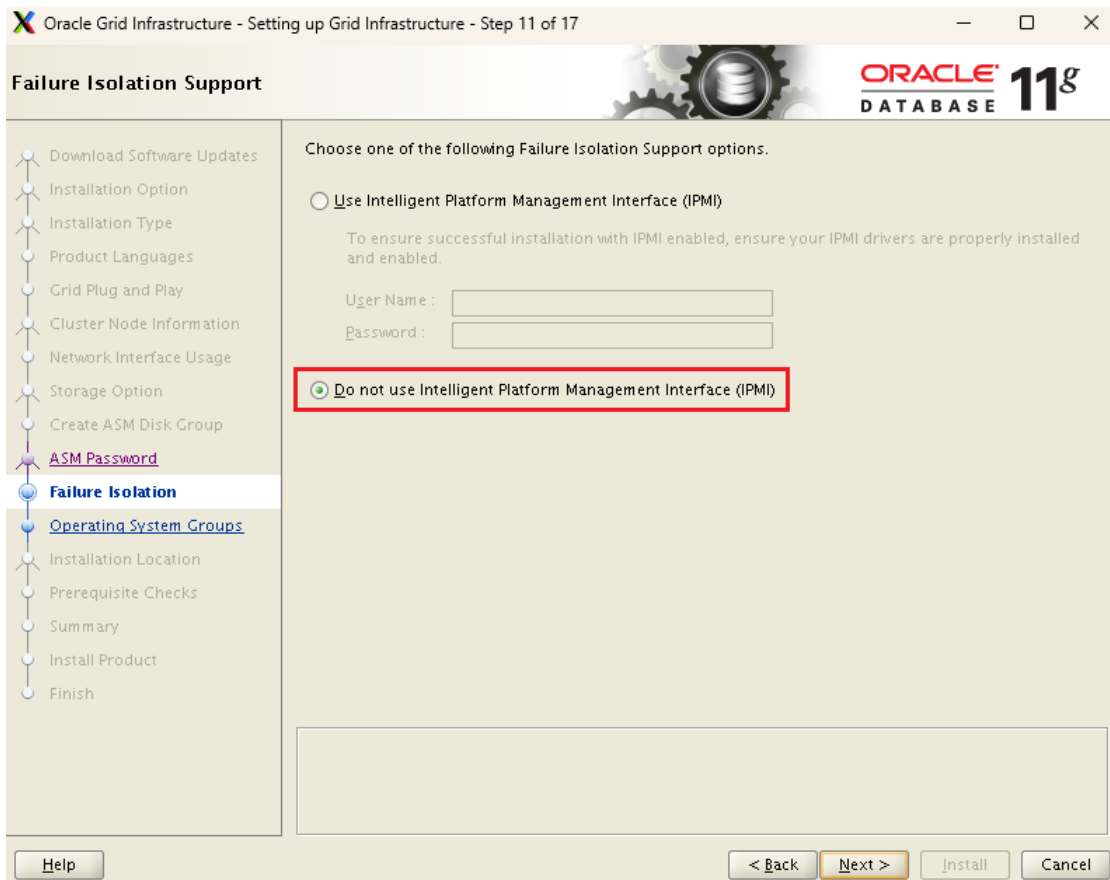 Oracle Grid Infrastructure - Setting up Grid Infrastructure - Step 11 of 17
Failure Isolation Support
ORACLE
DATABASE
11g
Download Software Updates
Installation Option
Installation Type
Product Languages
Grid Plug and Play
Cluster Node Information
Network Interface Usage
Storage Option
Create ASM Disk Group
ASM Password
Failure Isolation
Operating System Groups
Installation Location
Prerequisite Checks
Summary
Install Product
Finish
Choose one of the following Failure Isolation Support options.
Use Intelligent Platform Management Interface (IPMI)
To ensure successful installation with IPMI enabled, ensure your IPMI drivers are properly installed
and enabled.
User Name :
Password :
Do not use Intelligent Platform Management Interface (IPMI)
Help
< Back
Next >
Install
Cancel